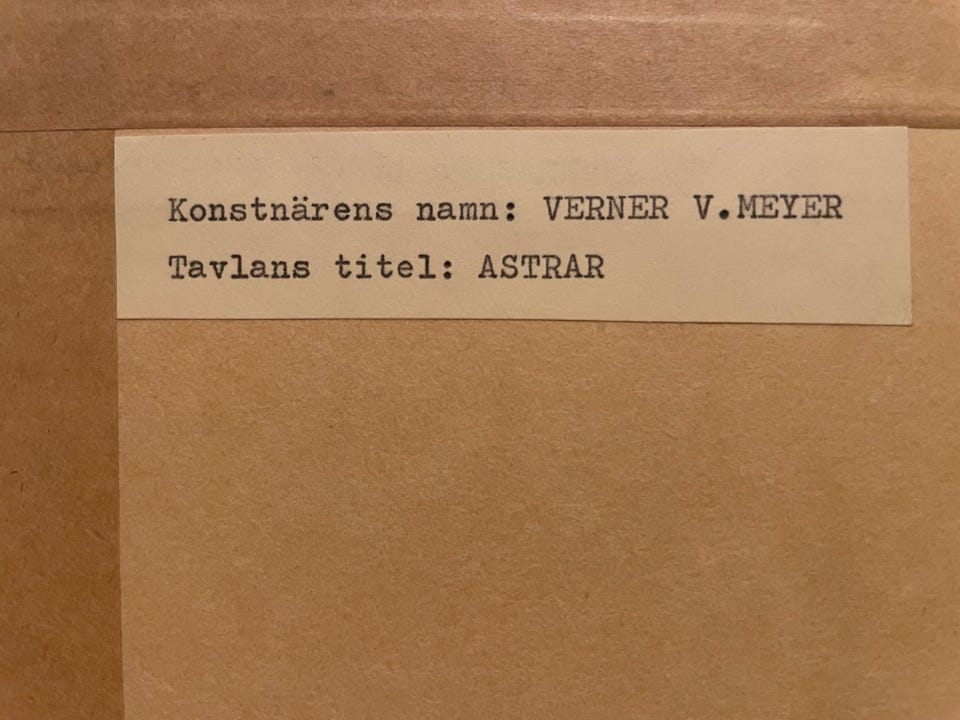 Konstnärens namn: VERNER V.MEYER
Tavlans titel: ASTRAR